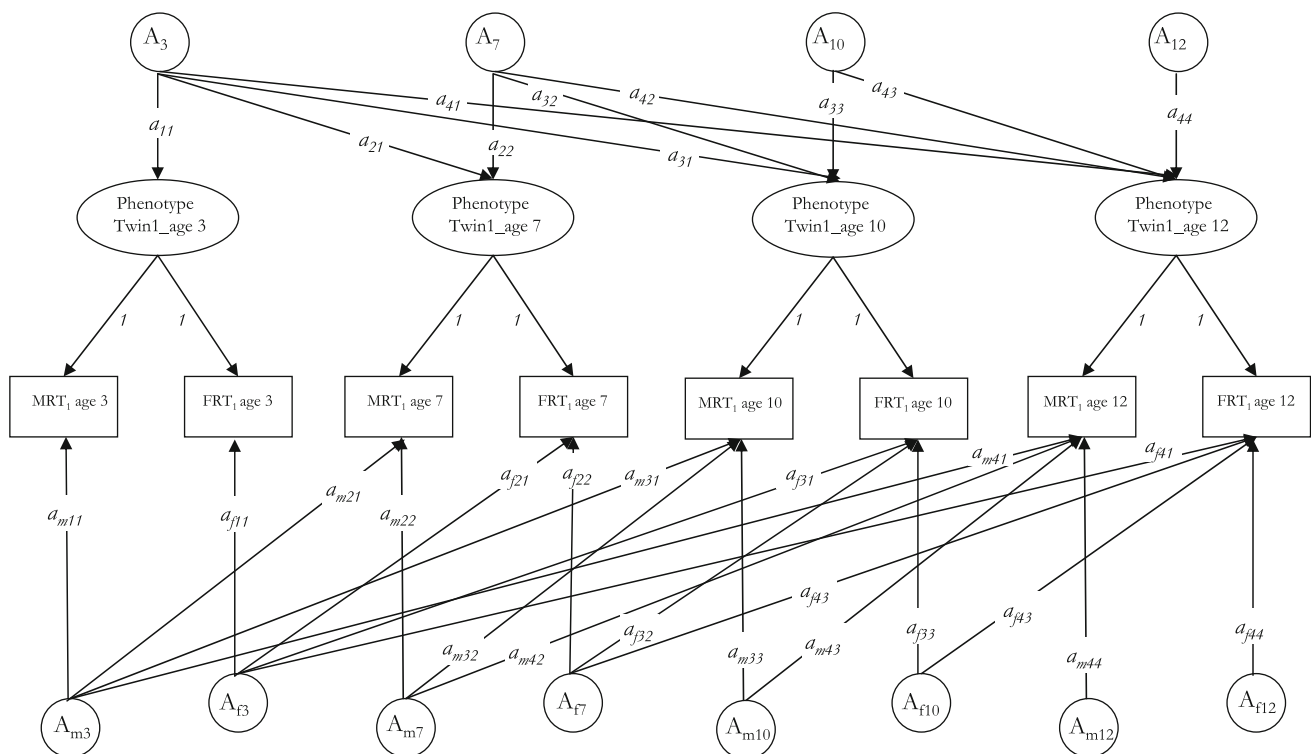 A3 A7 A10 A12
a41 a32 a42 a33 a43
a11 a21 a22 a31 a44
Phenotype Phenotype Phenotype Phenotype
Twin1_age 3 Twin1_age 7 Twin1_age 10 Twin1_age 12
1 1 1 1 1 1 1 1
MRT1 age 3 FRT1 age 3 MRT1 age 7 FRT1 age 7 MRT1 age 10 FRT1 age 10 MRT1 age 12 FRT1 age 12
am21 af21 af22 am31 af31 am41 af41
am11 af11 am22
af43
am32 am42 af32 am33 am43 af33 af43 am44 af44
Am3 Af3 Am7 Af7 Am10 Af10 Am12 Af12